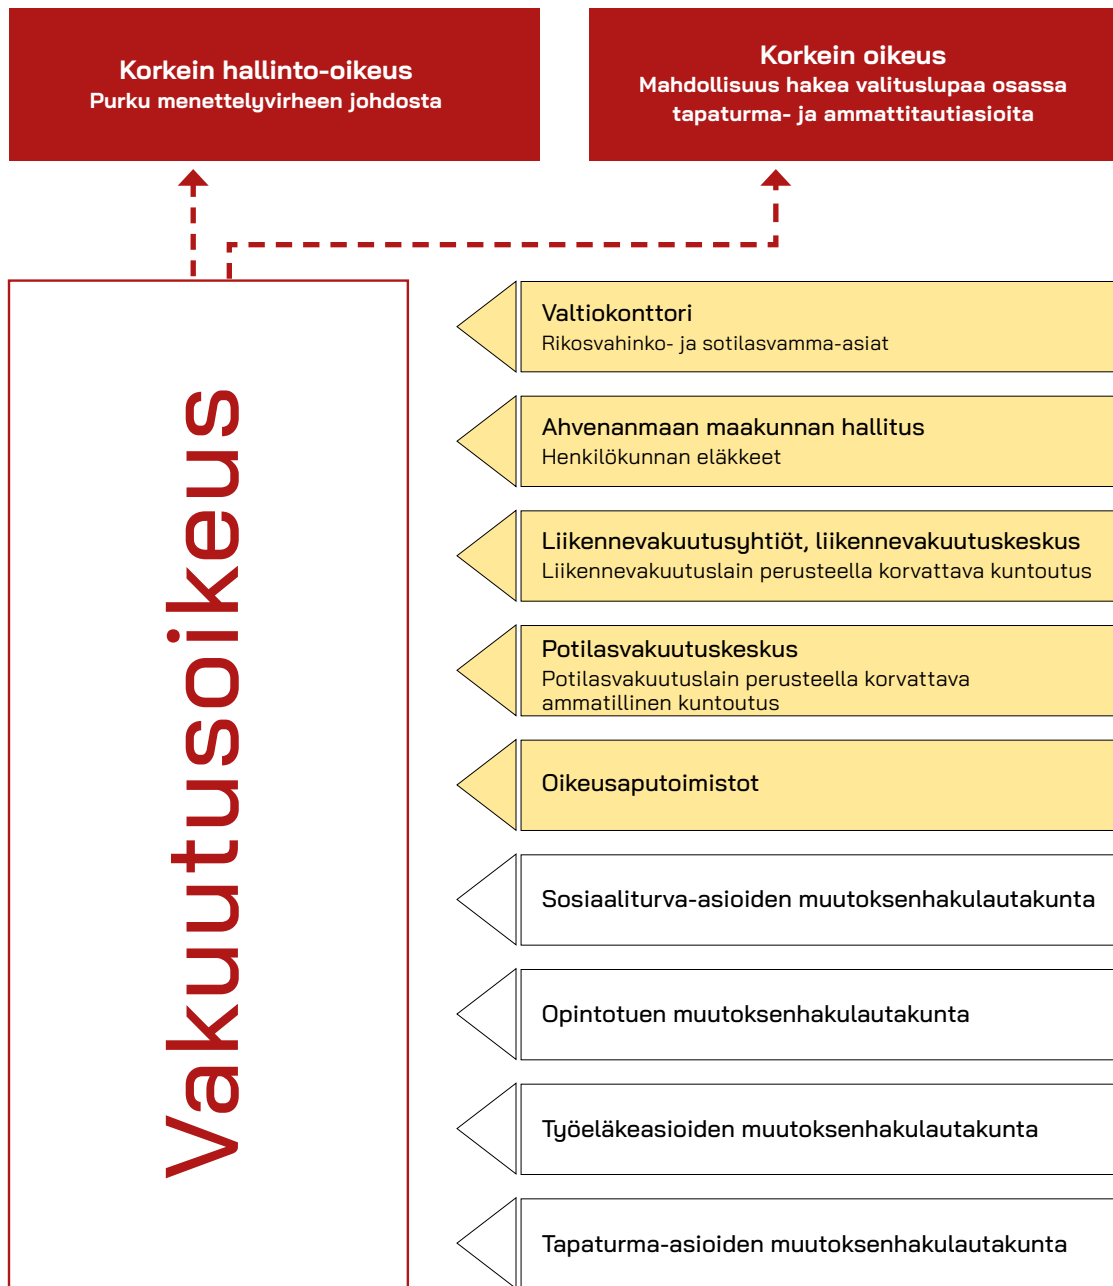 Korkein hallinto-oikeus
Purku menettelyvirheen johdosta
Korkein oikeus
Mahdollisuus hakea valituslupaa osassa
tapaturma- ja ammattitautiasioita
Vakuutusoikeus
Valtiokonttori
Rikosvahinko- ja sotilasvamma-asiat
Ahvenanmaan maakunnan hallitus
Henkilökunnan eläkkeet
Liikennevakuutusyhtiöt, liikennevakuutuskeskus
Liikennevakuutuslain perusteella korvattava kuntoutus
Potilasvakuutuskeskus
Potilasvakuutuslain perusteella korvattava
ammatillinen kuntoutus
Oikeusaputoimistot
Sosiaaliturva-asioiden muutoksenhakulautakunta
Opintotuen muutoksenhakulautakunta
Työeläkeasioiden muutoksenhakulautakunta
Tapaturma-asioiden muutoksenhakulautakunta